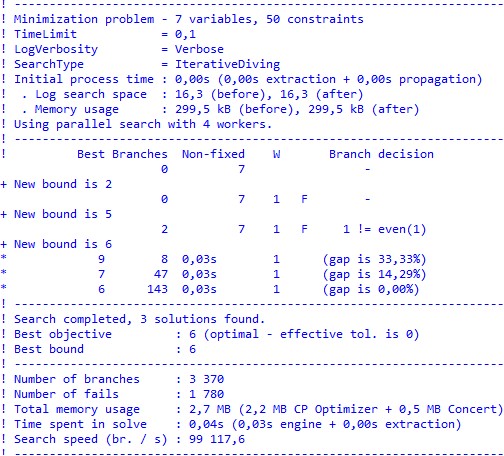 ! ----------------------------------------------------------------------------
! Minimization problem - 7 variables, 50 constraints
! TimeLimit            = 0,1
! LogVerbosity         = Verbose
! SearchType           = IterativeDiving
! Initial process time : 0,00s (0,00s extraction + 0,00s propagation)
!  . Log search space  : 16,3 (before), 16,3 (after)
!  . Memory usage      : 299,5 kB (before), 299,5 kB (after)
! Using parallel search with 4 workers.
! ----------------------------------------------------------------------------
!          Best Branches  Non-fixed    W       Branch decision
                        0          7                 -
+ New bound is 2
                        0          7    1   F        -
+ New bound is 5
                        2          7    1   F     1 != even(1)
+ New bound is 6
*             9         8  0,03s        1      (gap is 33,33%)
*             7        47  0,03s        1      (gap is 14,29%)
*             6       143  0,03s        1      (gap is 0,00%)
! ----------------------------------------------------------------------------
! Search completed, 3 solutions found.
! Best objective         : 6 (optimal - effective tol. is 0)
! Best bound             : 6
! ----------------------------------------------------------------------------
! Number of branches     : 3 370
! Number of fails        : 1 780
! Total memory usage     : 2,7 MB (2,2 MB CP Optimizer + 0,5 MB Concert)
! Time spent in solve    : 0,04s (0,03s engine + 0,00s extraction)
! Search speed (br. / s) : 99 117,6
! ----------------------------------------------------------------------------